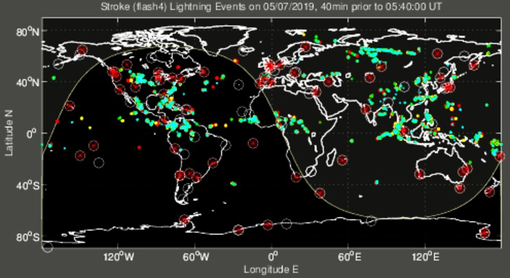 Stroke (flash4) Lightning Events on 05/07/2019, 40min prior to 05:40:00 UT
80°N
40°N
0°
40°S
80°S
Latitude N
120°W
60°W
0°
60°E
120°E
Longitude E